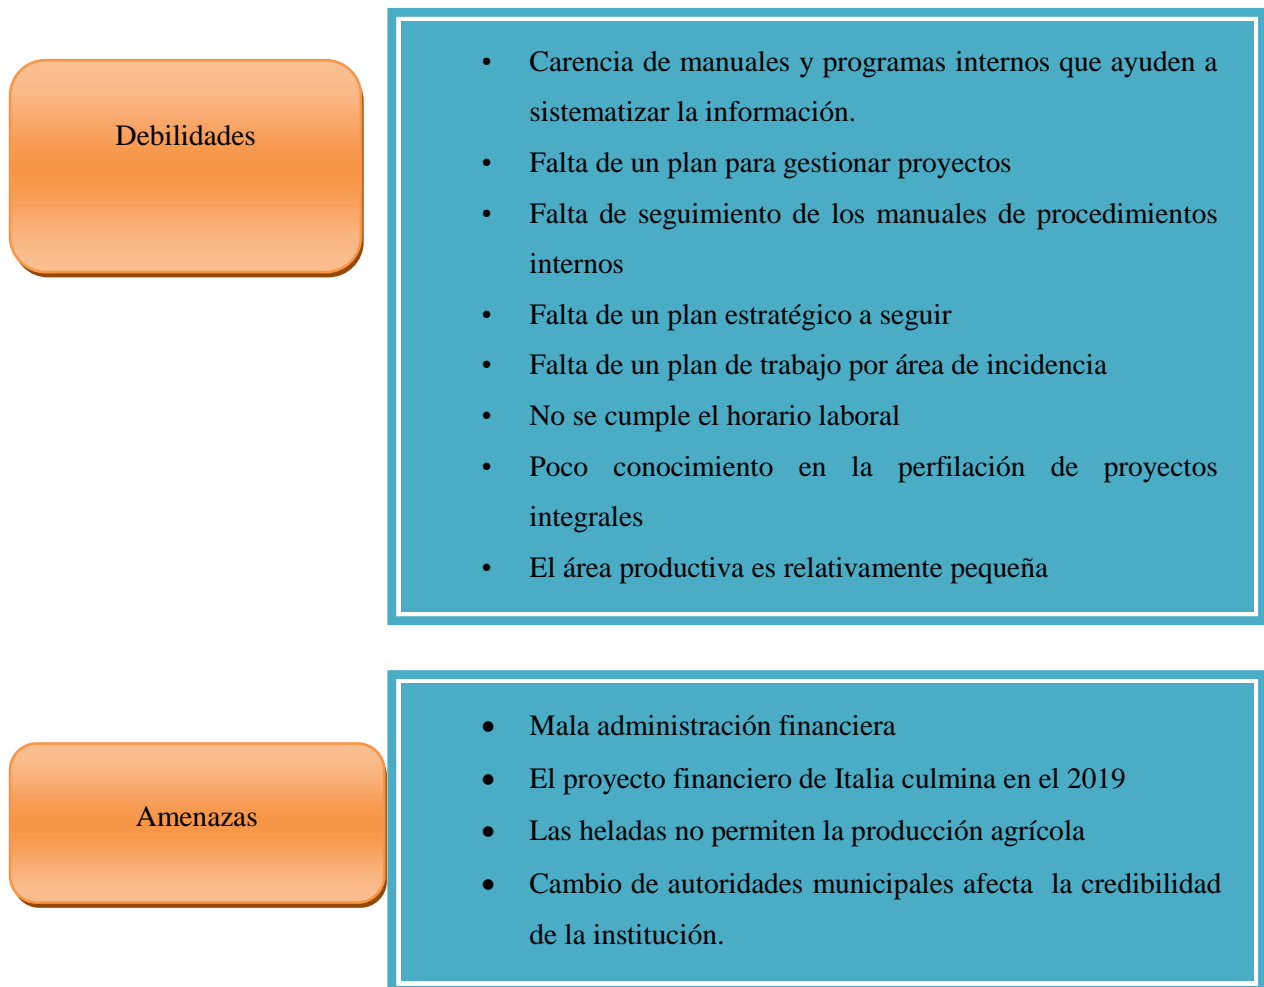 Debilidades
• Carencia de manuales y programas internos que ayuden a
sistematizar la información.
• Falta de un plan para gestionar proyectos
• Falta de seguimiento de los manuales de procedimientos
internos
• Falta de un plan estratégico a seguir
• Falta de un plan de trabajo por área de incidencia
• No se cumple el horario laboral
• Poco conocimiento en la perfilación de proyectos
integrales
• El área productiva es relativamente pequeña
Amenazas
• Mala administración financiera
• El proyecto financiero de Italia culmina en el 2019
• Las heladas no permiten la producción agrícola
• Cambio de autoridades municipales afecta  la credibilidad
de la institución.